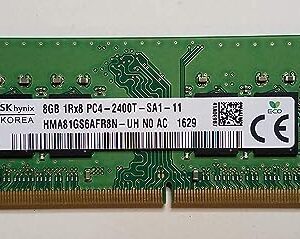 SK hynix 8GB 1Rx8 PC4-2400T-SA1-11
KOREA HMA81GS6AFR8N-UH N0 AC 1629
ECO
CE